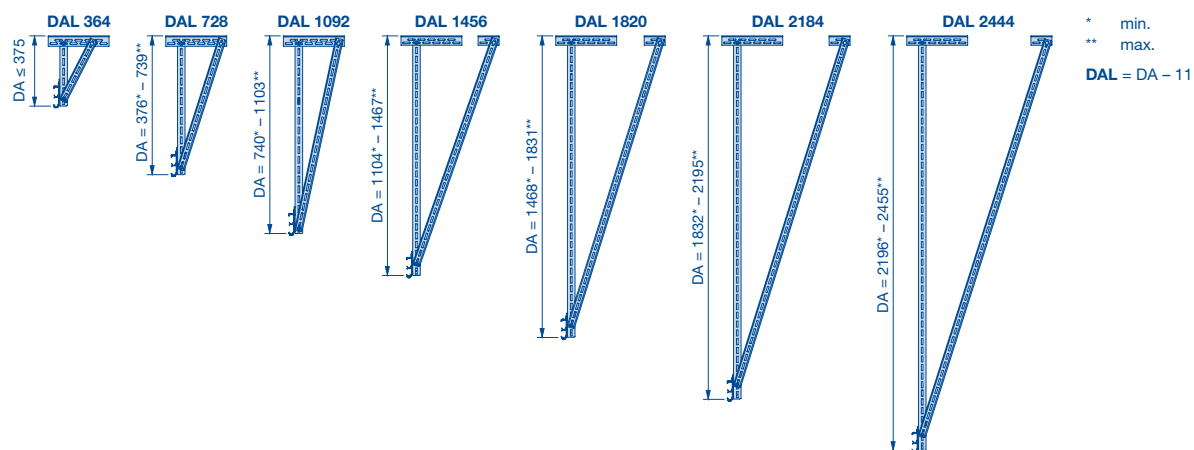 DAL 364
DAL 728
DAL 1092
DAL 1456
DAL 1820
DAL 2184
DAL 2444
* min.
** max.
DAL = DA – 11
DA ≤ 375
DA = 376* – 739**
DA = 740* – 1103**
DA = 1104* – 1467**
DA = 1468* – 1831**
DA = 1832* – 2195**
DA = 2196* – 2455**